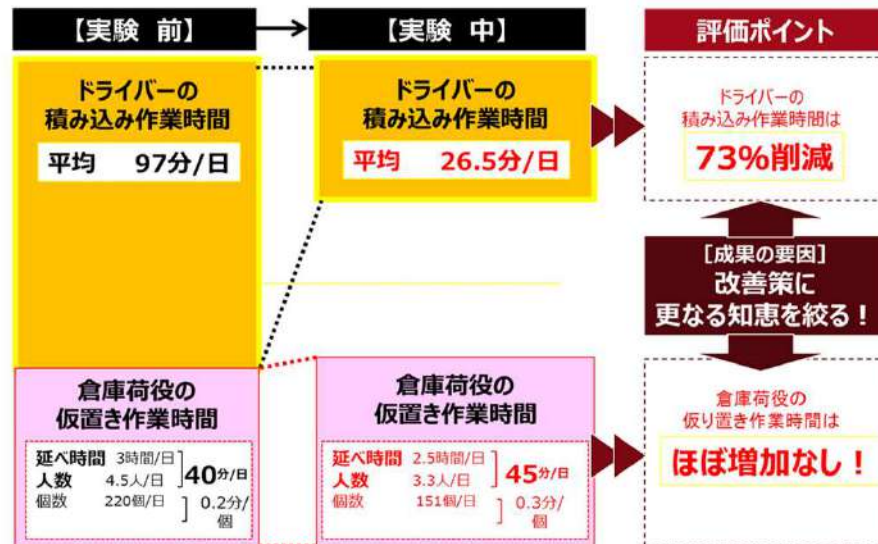 【実験 前】
【実験 中】
評価ポイント
ドライバーの
積み込み作業時間
平均 97分/日
ドライバーの
積み込み作業時間
平均 26.5分/日
ドライバーの
積み込み作業時間は
73%削減
[成果の要因]
改善策に
更なる知恵を絞る！
倉庫荷役の
仮置き作業時間
延べ時間 3時間/日
人数 4.5人/日
40分/日
個数 220個/日
0.2分/
個
倉庫荷役の
仮置き作業時間
延べ時間 2.5時間/日
人数 3.3人/日
45分/日
個数 151個/日
0.3分/
個
倉庫荷役の
仮り置き作業時間は
ほぼ増加なし！